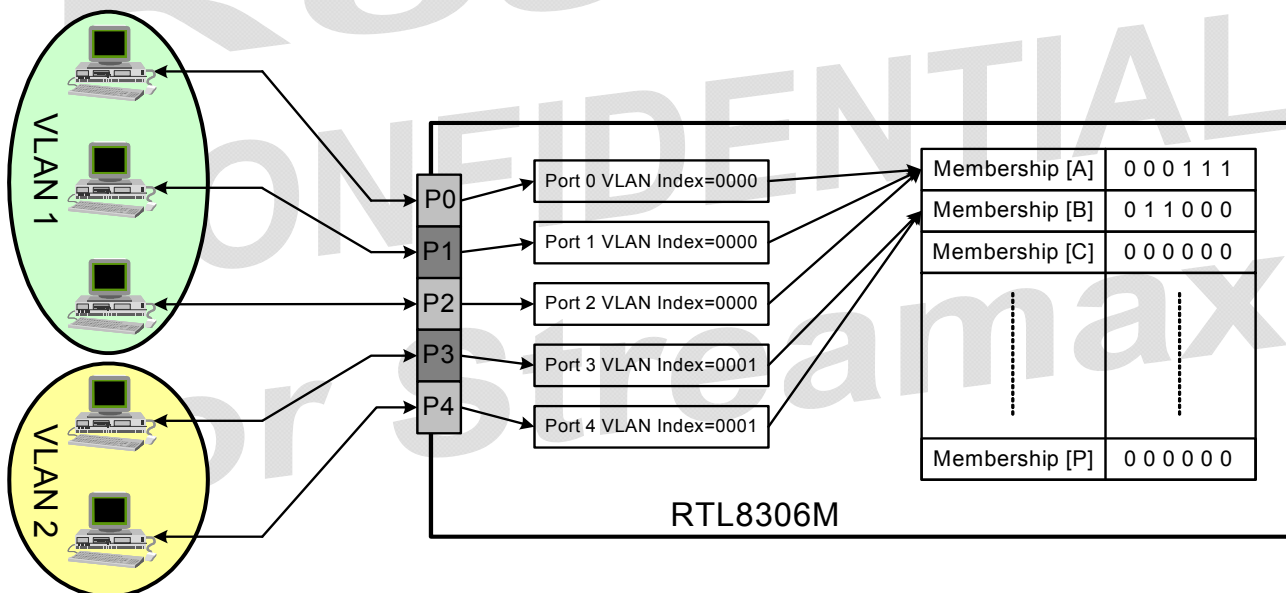 CONFIDENTIAL
for Streamax
VLAN 1
VLAN 2
P0
P1
P2
P3
P4
Port 0 VLAN Index=0000
Port 1 VLAN Index=0000
Port 2 VLAN Index=0000
Port 3 VLAN Index=0001
Port 4 VLAN Index=0001
Membership [A] 0 0 0 1 1 1
Membership [B] 0 1 1 0 0 0
Membership [C] 0 0 0 0 0 0
Membership [P] 0 0 0 0 0 0
RTL8306M